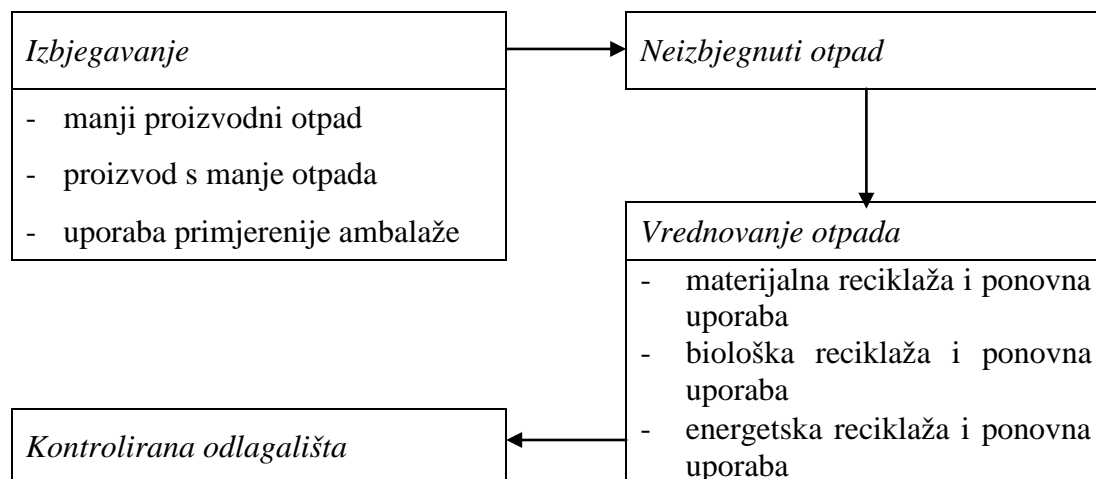 Izbjegavanje
- manji proizvodni otpad
- proizvod s manje otpada
- uporaba primjerenije ambalaže
Neizbjegnuti otpad
Vrednovanje otpada
- materijalna reciklaža i ponovna
uporaba
- biološka reciklaža i ponovna
uporaba
- energetska reciklaža i ponovna
uporaba
Kontrolirana odlagališta